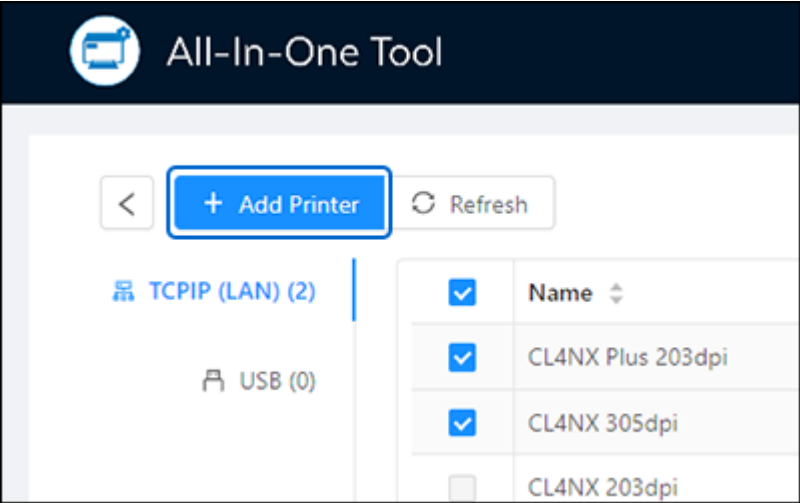 All-In-One Tool
+ Add Printer
Refresh
TCPIP (LAN) (2)
USB (0)
Name
CL4NX Plus 203dpi
CL4NX 305dpi
CL4NX 203dpi